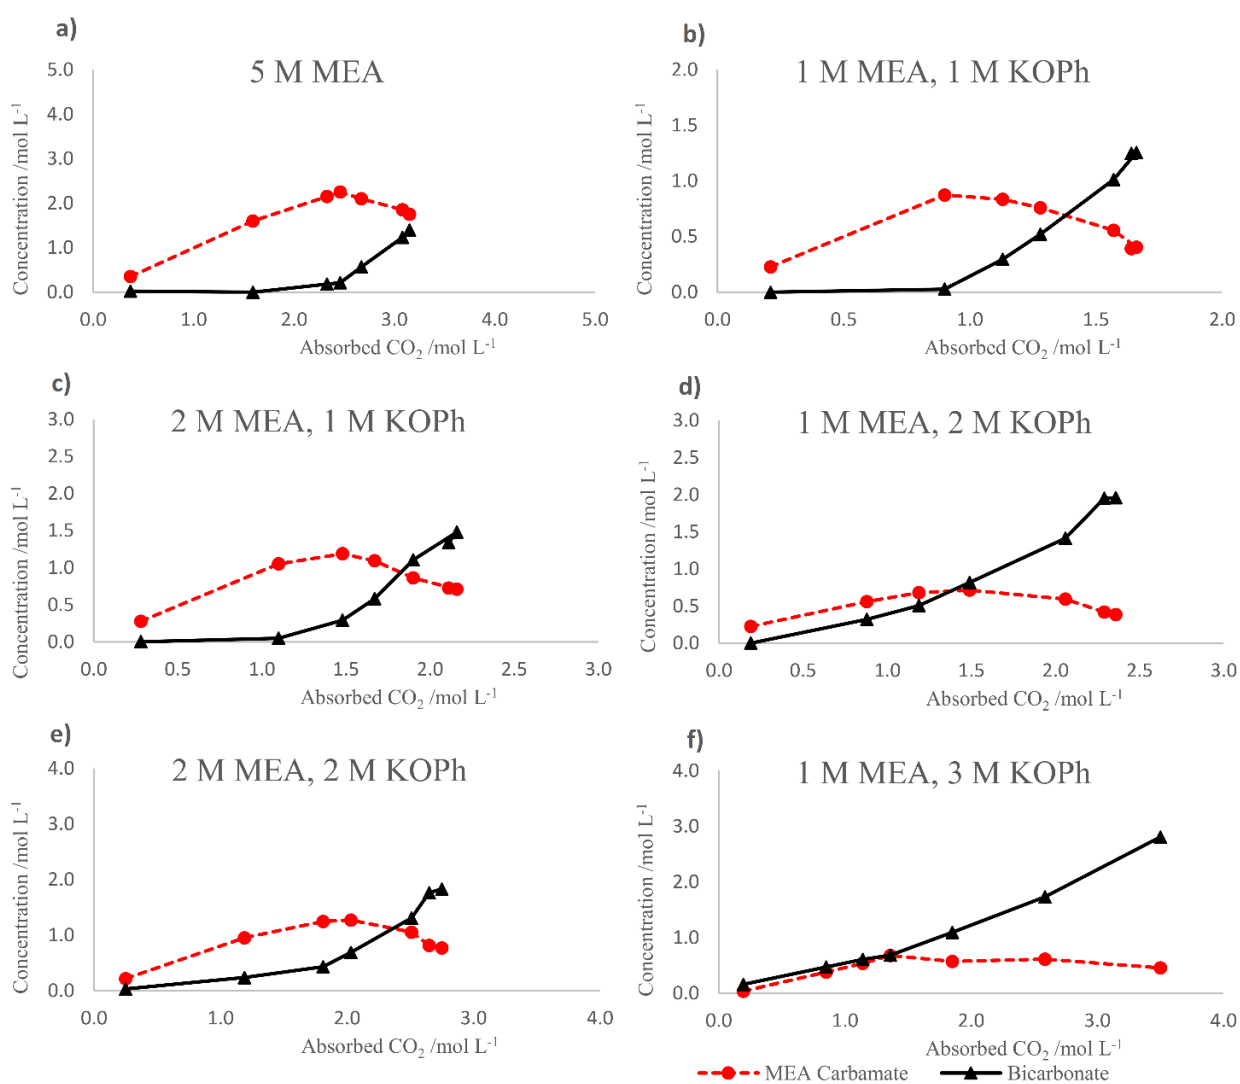 a)
5 M MEA
Concentration /mol L-1
5.0
4.0
3.0
2.0
1.0
0.0
0.0 1.0 2.0 3.0 4.0 5.0
Absorbed CO2 /mol L-1
b)
1 M MEA, 1 M KOPh
Concentration /mol L-1
2.0
1.5
1.0
0.5
0.0
0.0 0.5 1.0 1.5 2.0
Absorbed CO2 /mol L-1
c)
2 M MEA, 1 M KOPh
Concentration /mol L-1
3.0
2.5
2.0
1.5
1.0
0.5
0.0
0.0 0.5 1.0 1.5 2.0 2.5 3.0
Absorbed CO2 /mol L-1
d)
1 M MEA, 2 M KOPh
Concentration /mol L-1
3.0
2.5
2.0
1.5
1.0
0.5
0.0
0.0 0.5 1.0 1.5 2.0 2.5 3.0
Absorbed CO2 /mol L-1
e)
2 M MEA, 2 M KOPh
Concentration /mol L-1
4.0
3.0
2.0
1.0
0.0
0.0 1.0 2.0 3.0 4.0
Absorbed CO2 /mol L-1
f)
1 M MEA, 3 M KOPh
Concentration /mol L-1
4.0
3.0
2.0
1.0
0.0
0.0 1.0 2.0 3.0 4.0
Absorbed CO2 /mol L-1
MEA Carbamate Bicarbonate